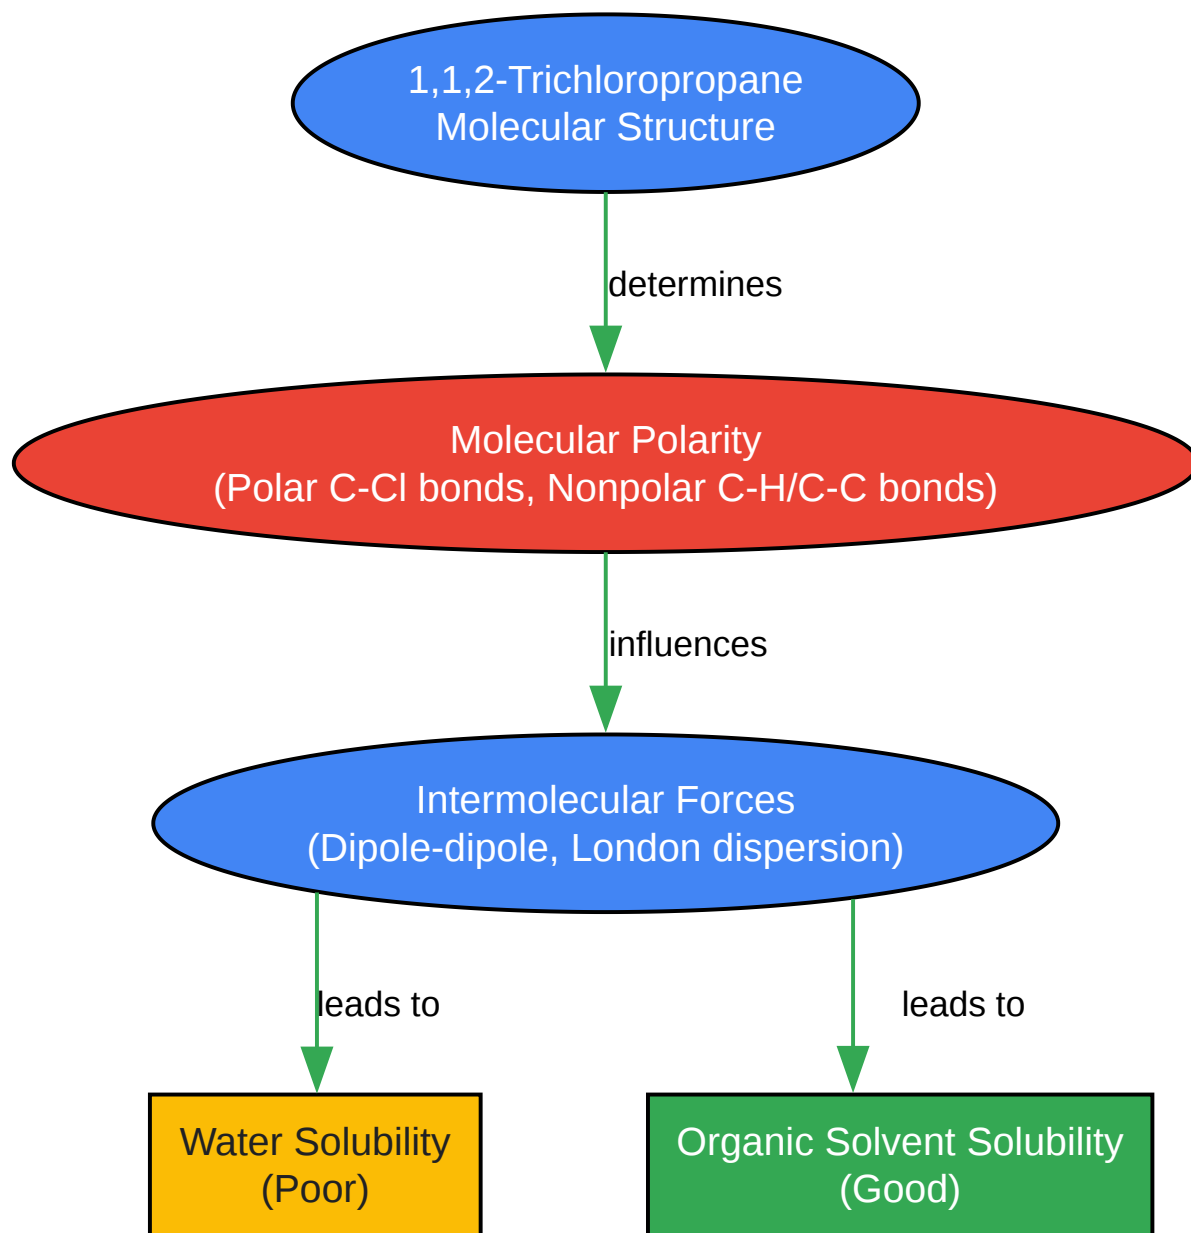 1,1,2-Trichloropropane
Molecular Structure
determines
Molecular Polarity
(Polar C-Cl bonds, Nonpolar C-H/C-C bonds)
influences
Intermolecular Forces
(Dipole-dipole, London dispersion)
leads to
leads to
Water Solubility
(Poor)
Organic Solvent Solubility
(Good)